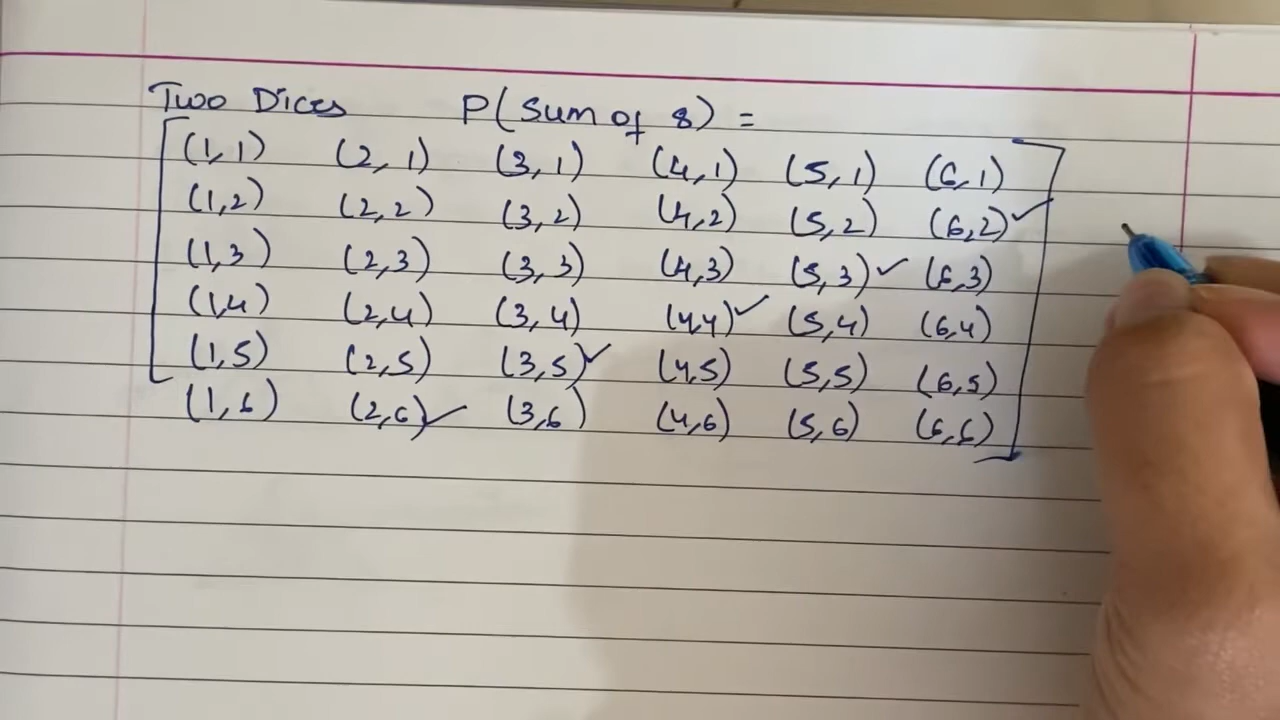 Two Dices P(Sum of 8) =
(1,1) (2,1) (3,1) (4,1) (5,1) (6,1)
(1,2) (2,2) (3,2) (4,2) (5,2) (6,2) ✓
(1,3) (2,3) (3,3) (4,3) (5,3) ✓ (6,3)
(1,4) (2,4) (3,4) (4,4) ✓ (5,4) (6,4)
(1,5) (2,5) (3,5) ✓ (4,5) (5,5) (6,5)
(1,6) (2,6) ✓ (3,6) (4,6) (5,6) (6,6)